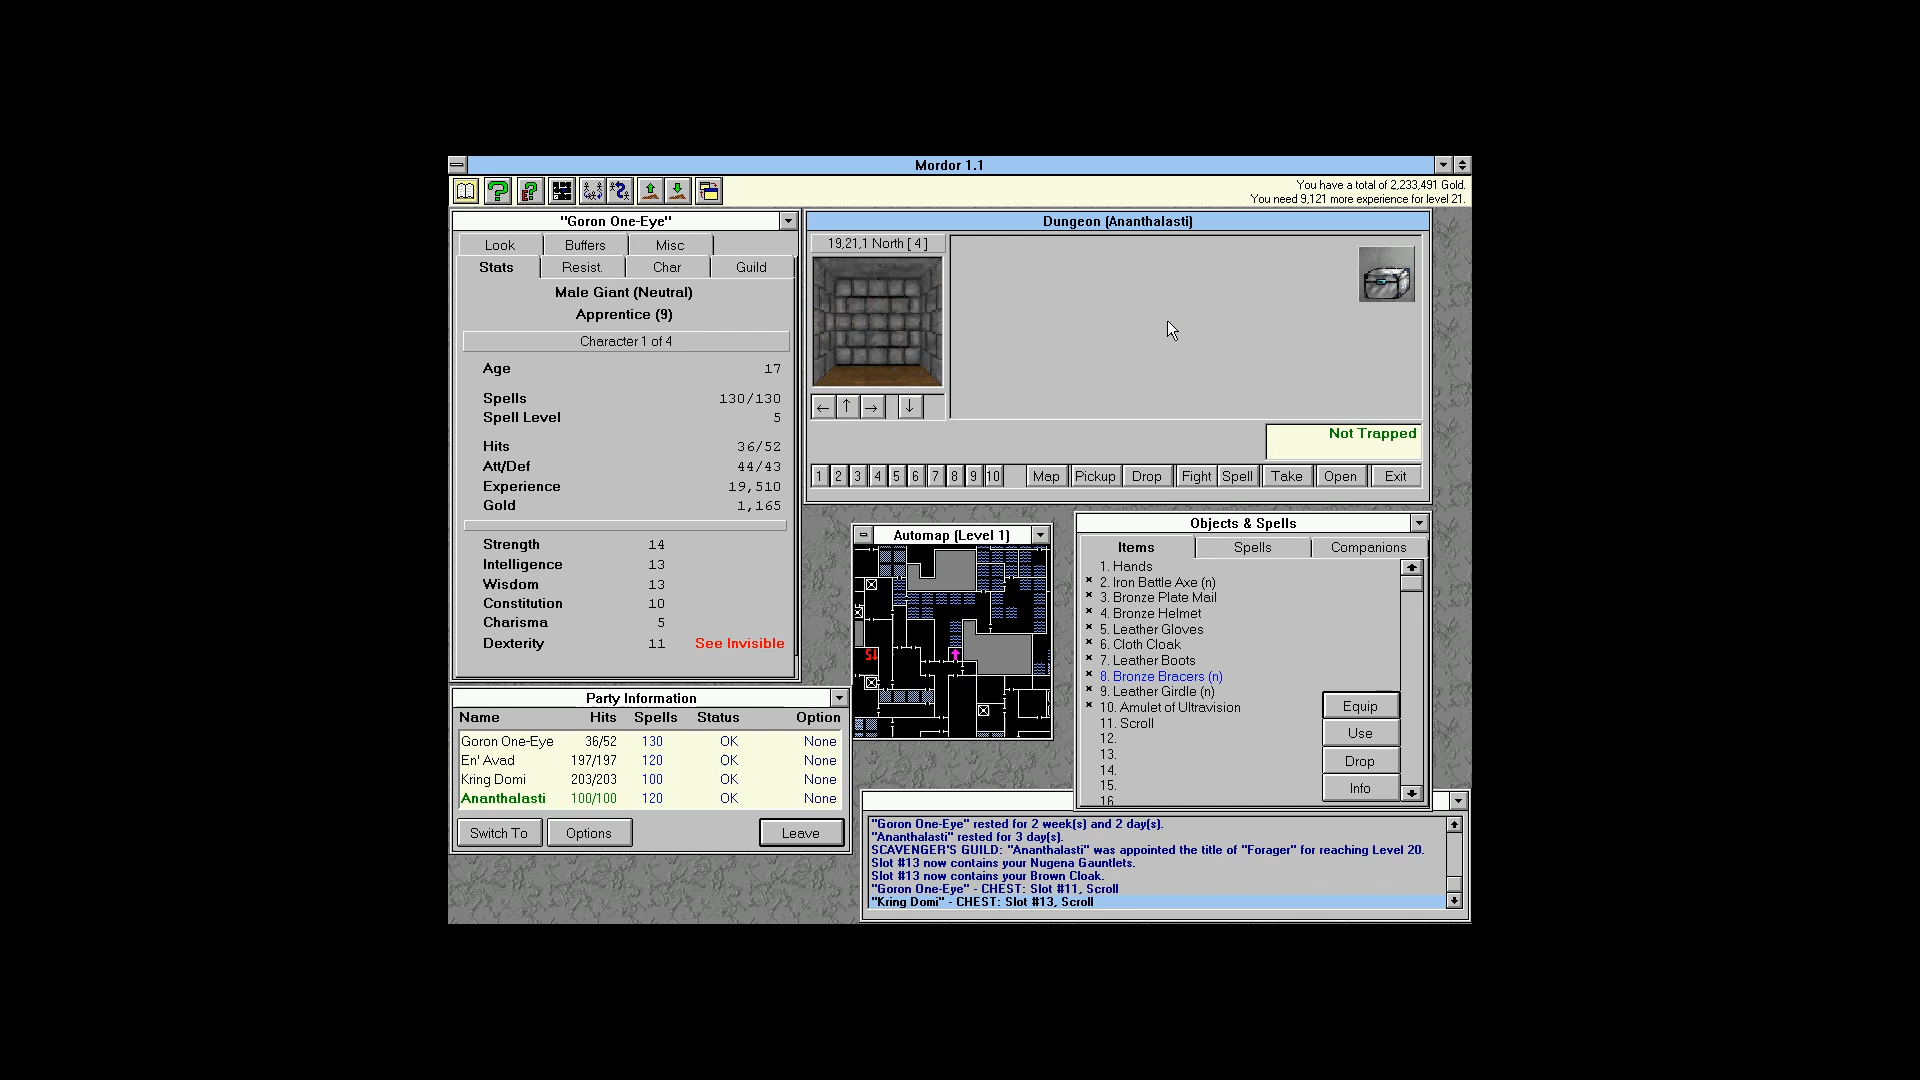 Mordor 1.1
You have a total of 2,233,491 Gold.
You need 9,121 more experience for level 21.
"Goron One-Eye"
Look Buffers Misc
Stats Resist. Char Guild
Male Giant (Neutral)
Apprentice (9)
Character 1 of 4
Age 17
Spells 130/130
Spell Level 5
Hits 36/52
Att/Def 44/43
Experience 19,510
Gold 1,165
Strength 14
Intelligence 13
Wisdom 13
Constitution 10
Charisma 5
Dexterity 11 See Invisible
Dungeon (Ananthalasti)
19,21,1 North [ 4 ]
Not Trapped
1 2 3 4 5 6 7 8 9 10 Map Pickup Drop Fight Spell Take Open Exit
Party Information
Name Hits Spells Status Option
Goron One-Eye 36/52 130 OK None
En' Avad 197/197 120 OK None
Kring Domi 203/203 100 OK None
Ananthalasti 100/100 120 OK None
Switch To Options Leave
Automap (Level 1)
Objects & Spells
Items Spells Companions
1. Hands
* 2. Iron Battle Axe (n)
* 3. Bronze Plate Mail
* 4. Bronze Helmet
* 5. Leather Gloves
* 6. Cloth Cloak
* 7. Leather Boots
* 8. Bronze Bracers (n)
* 9. Leather Girdle (n)
* 10. Amulet of Ultravision
11. Scroll
12.
13.
14.
15.
16
Equip
Use
Drop
Info
"Goron One-Eye" rested for 2 week(s) and 2 day(s).
"Ananthalasti" rested for 3 day(s).
SCAVENGER'S GUILD: "Ananthalasti" was appointed the title of "Forager" for reaching Level 20.
Slot #13 now contains your Nugena Gauntlets.
Slot #13 now contains your Brown Cloak.
"Goron One-Eye" - CHEST: Slot #11, Scroll
"Kring Domi" - CHEST: Slot #13, Scroll